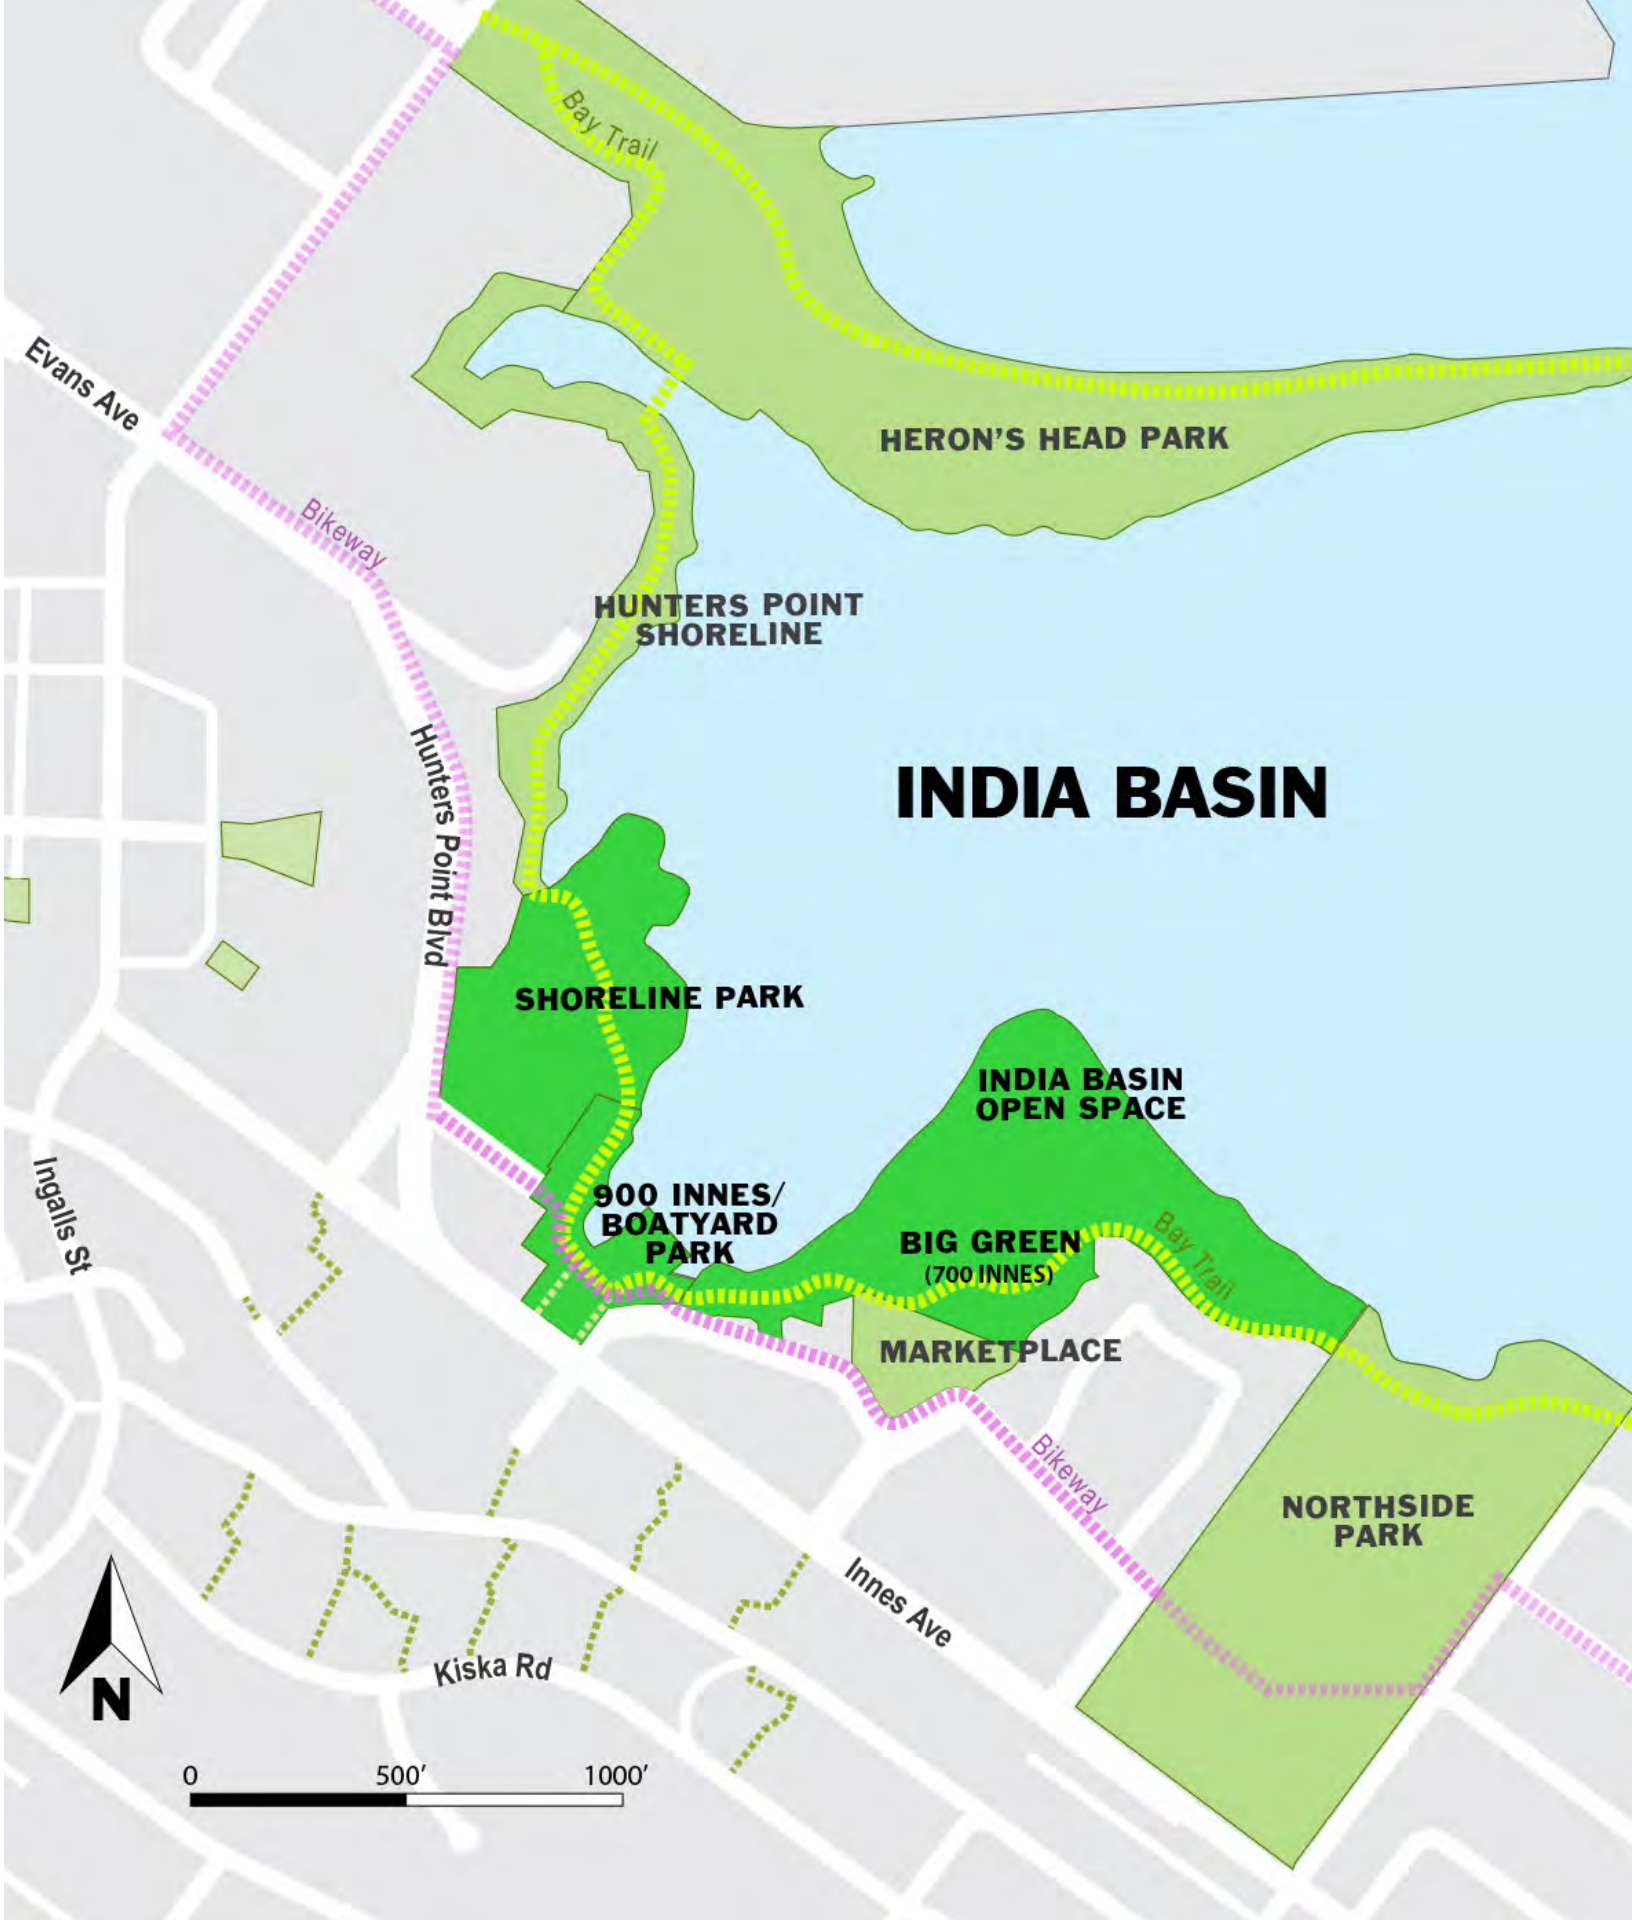 Bay Trail
Evans Ave
HERON’S HEAD PARK
Bikeway
HUNTERS POINT
SHORELINE
Hunters Point Blvd
INDIA BASIN
SHORELINE PARK
INDIA BASIN
OPEN SPACE
Ingalls St
900 INNES/
BOATYARD
PARK
BIG GREEN
(700 INNES)
Bay Trail
MARKETPLACE
Bikeway
NORTHSIDE
PARK
Innes Ave
Kiska Rd
N
0 500’ 1000’